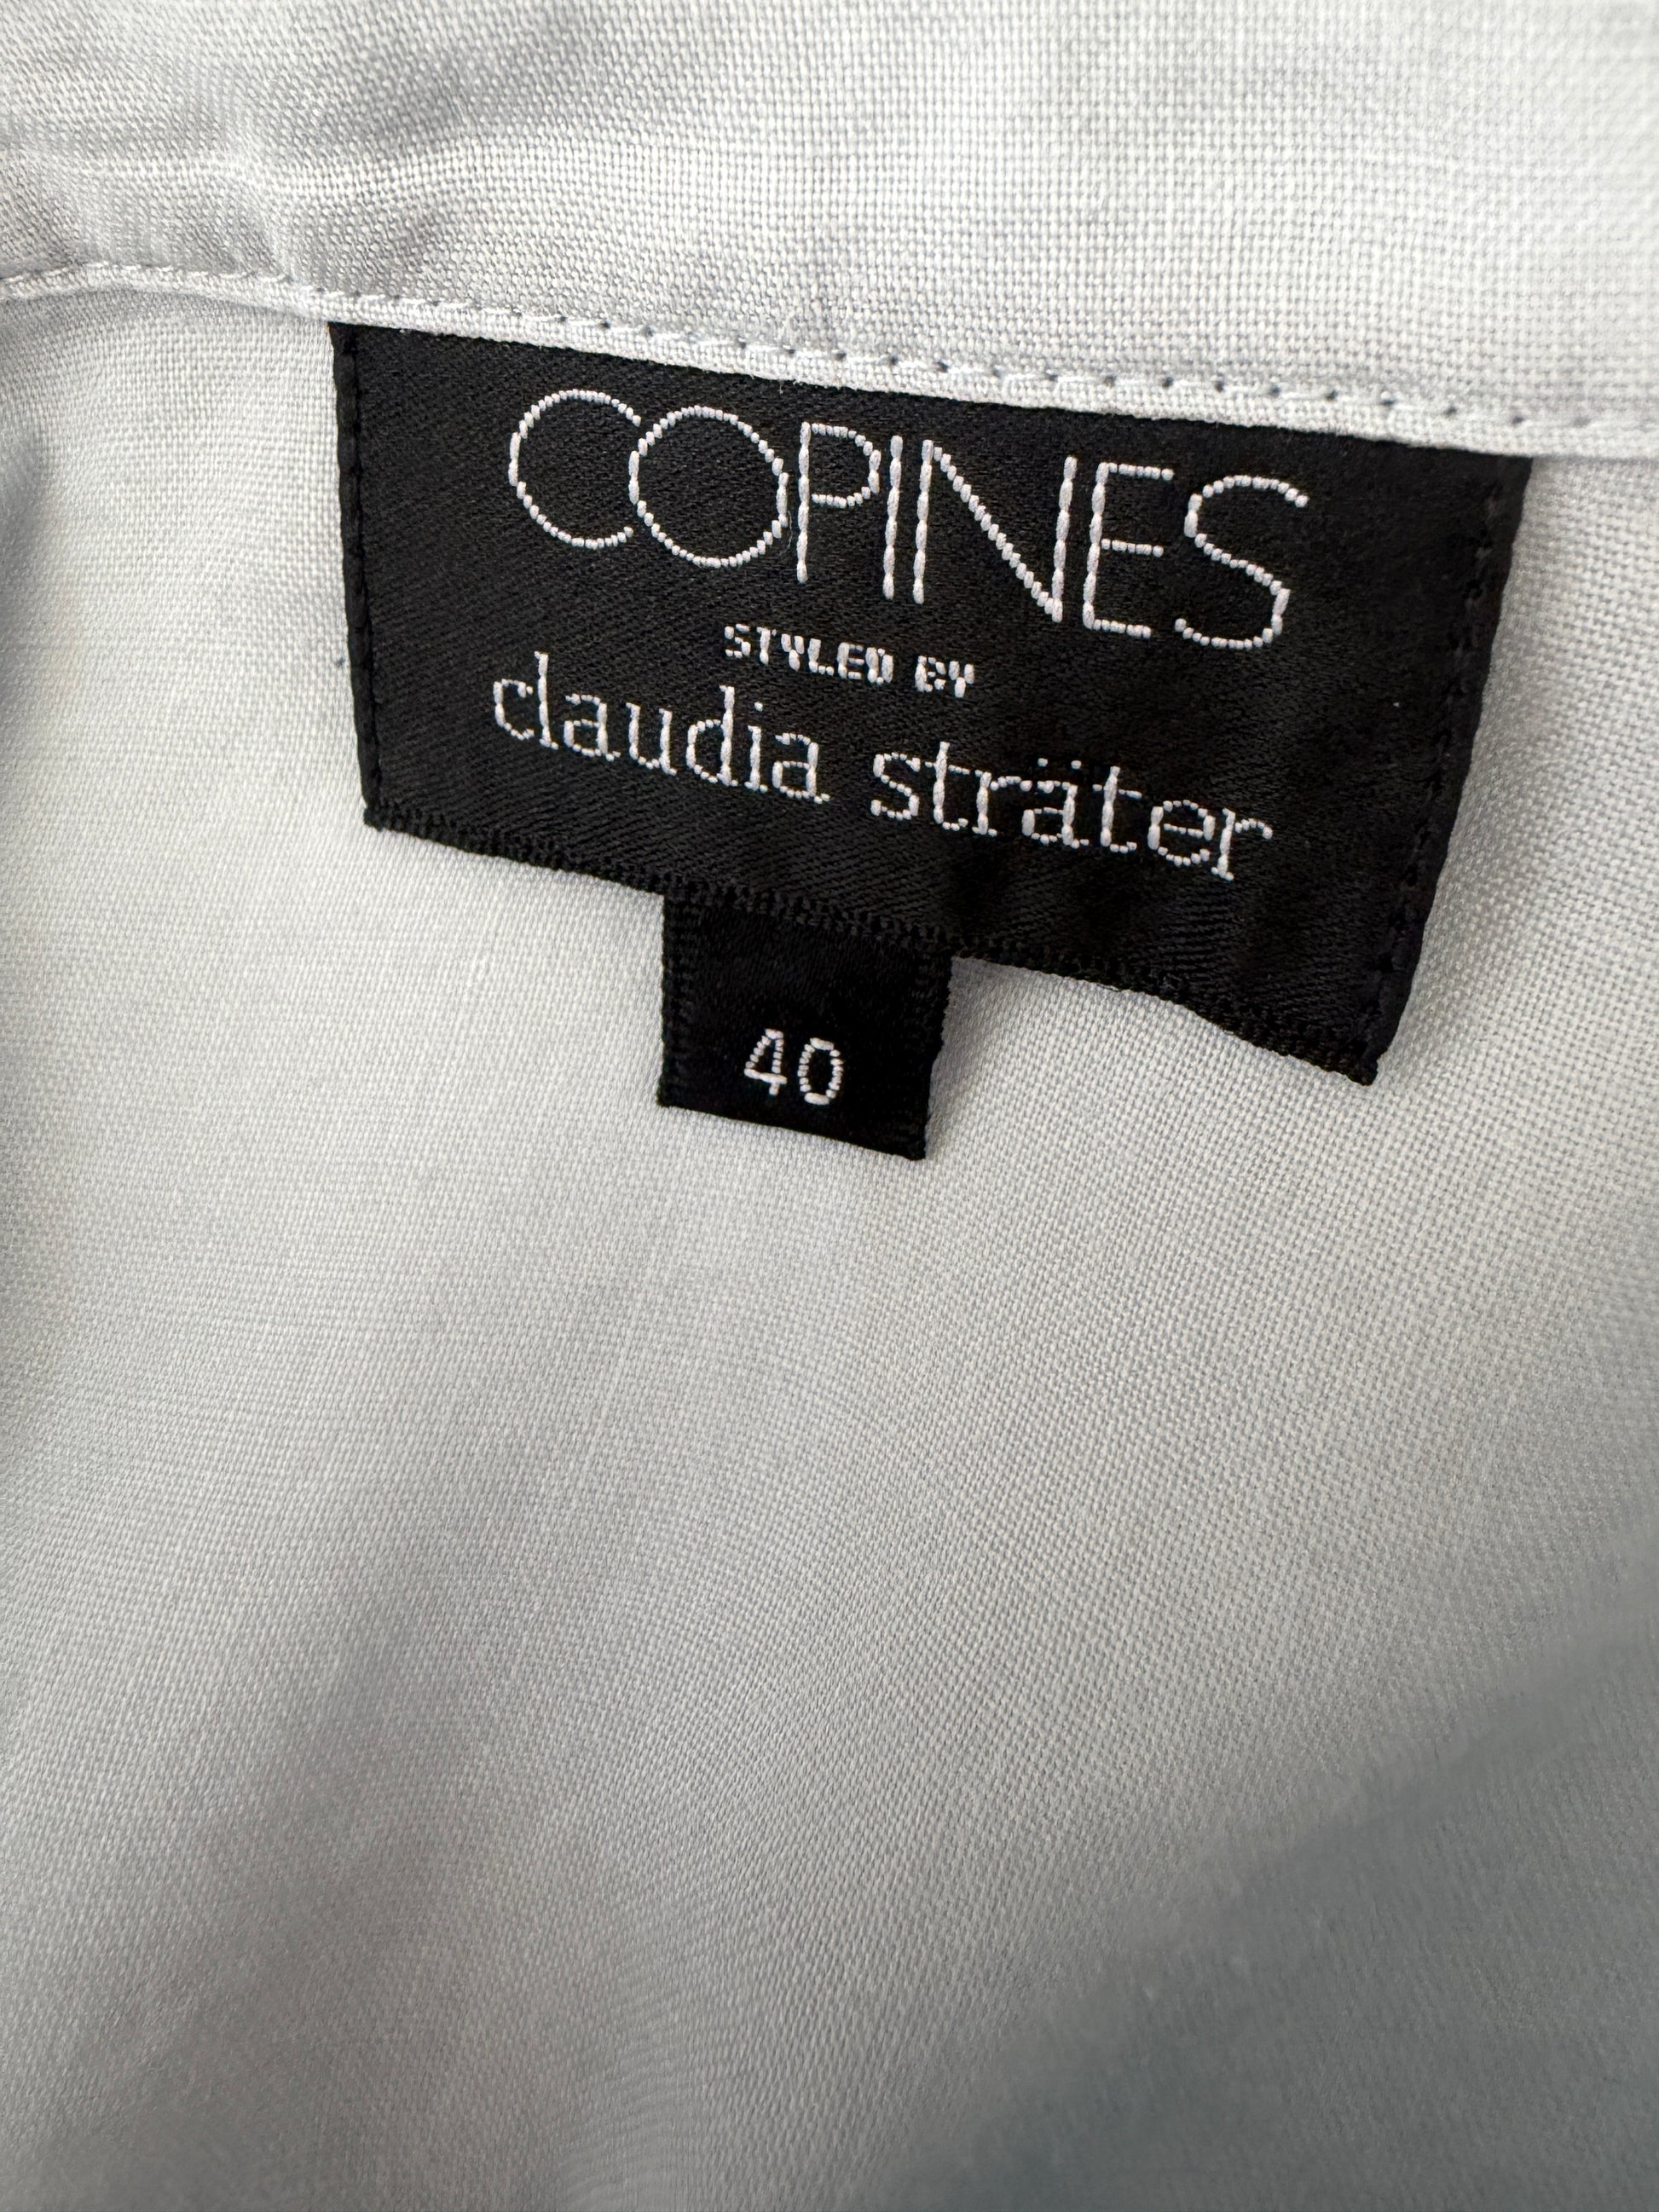 COPINES
STYLED BY
claudia sträter
40